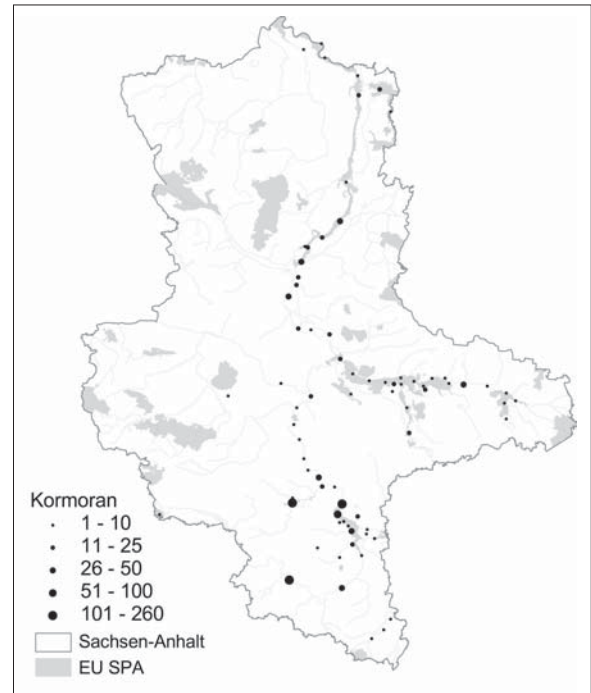 Kormoran
1 - 10
11 - 25
26 - 50
51 - 100
101 - 260
Sachsen-Anhalt
EU SPA